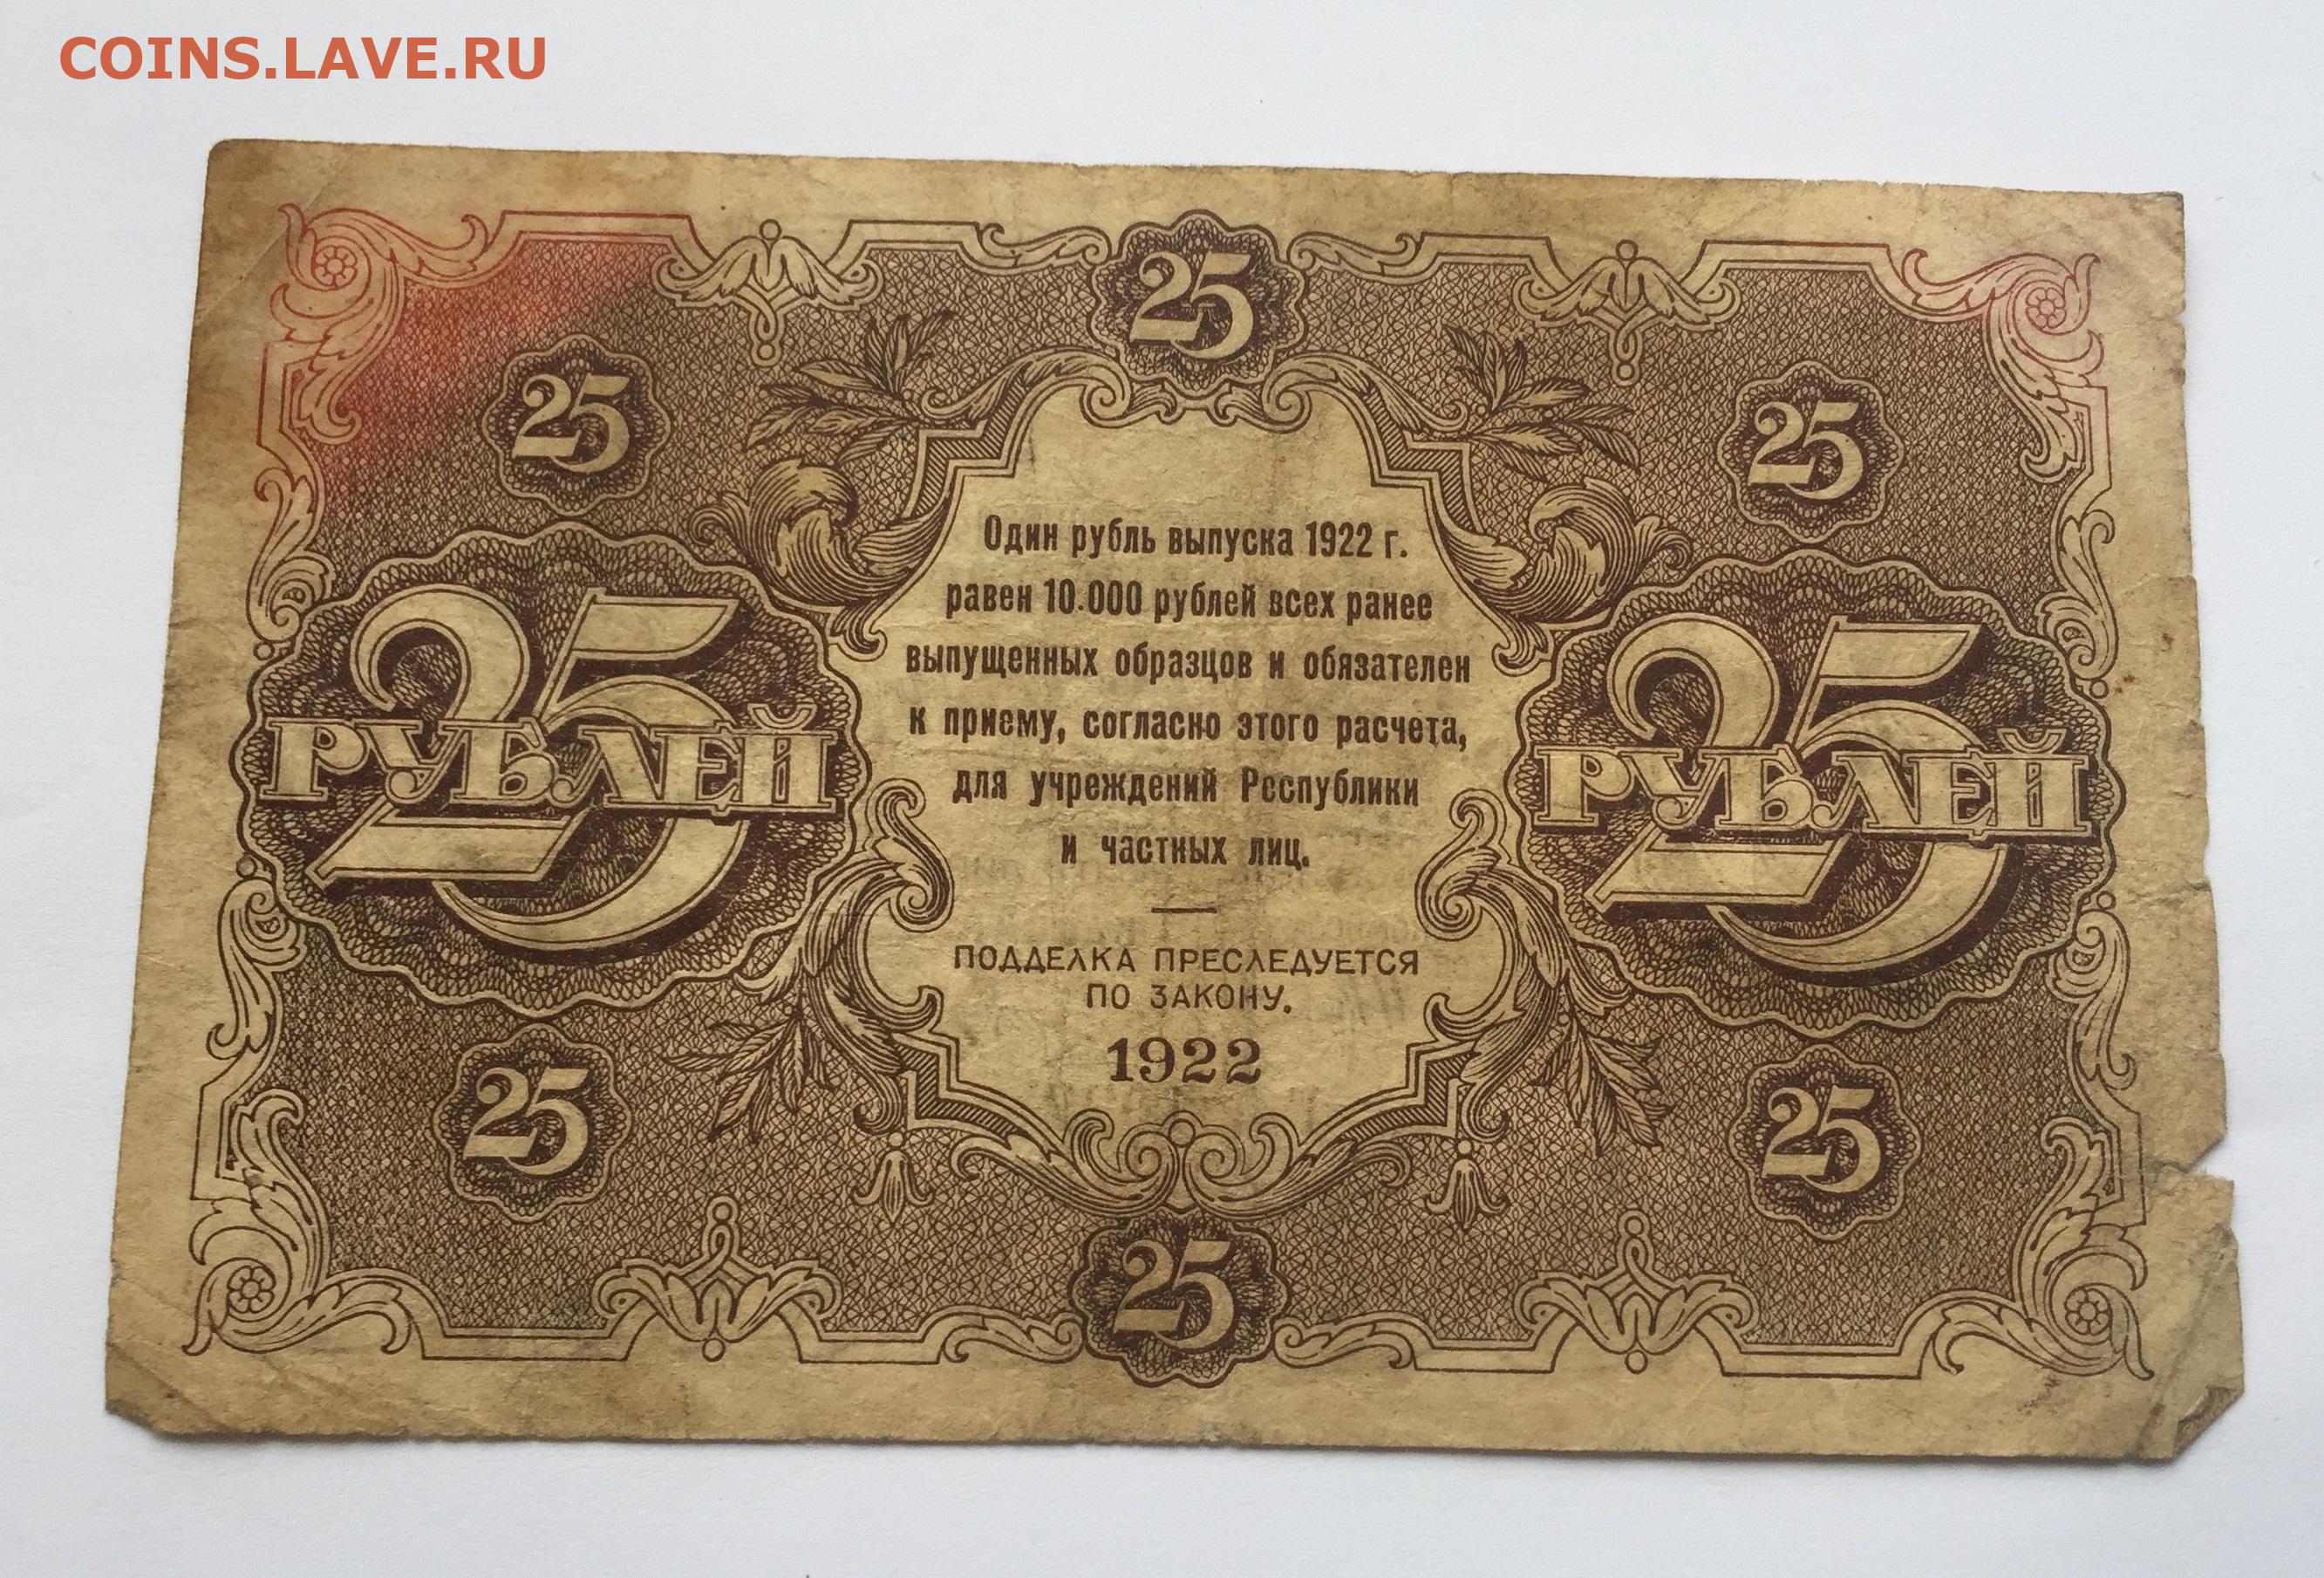 COINS.LAVE.RU
25
25
25
Один рубль выпуска 1922 г.
равен 10.000 рублей всех ранее
выпущенных образцов и обязателен
к приему, согласно этого расчета,
для учреждений Республики
и частных лиц.
25
РУБЛЕЙ
25
РУБЛЕЙ
ПОДДЕЛКА ПРЕСЛЕДУЕТСЯ
ПО ЗАКОНУ.
1922
25
25
25